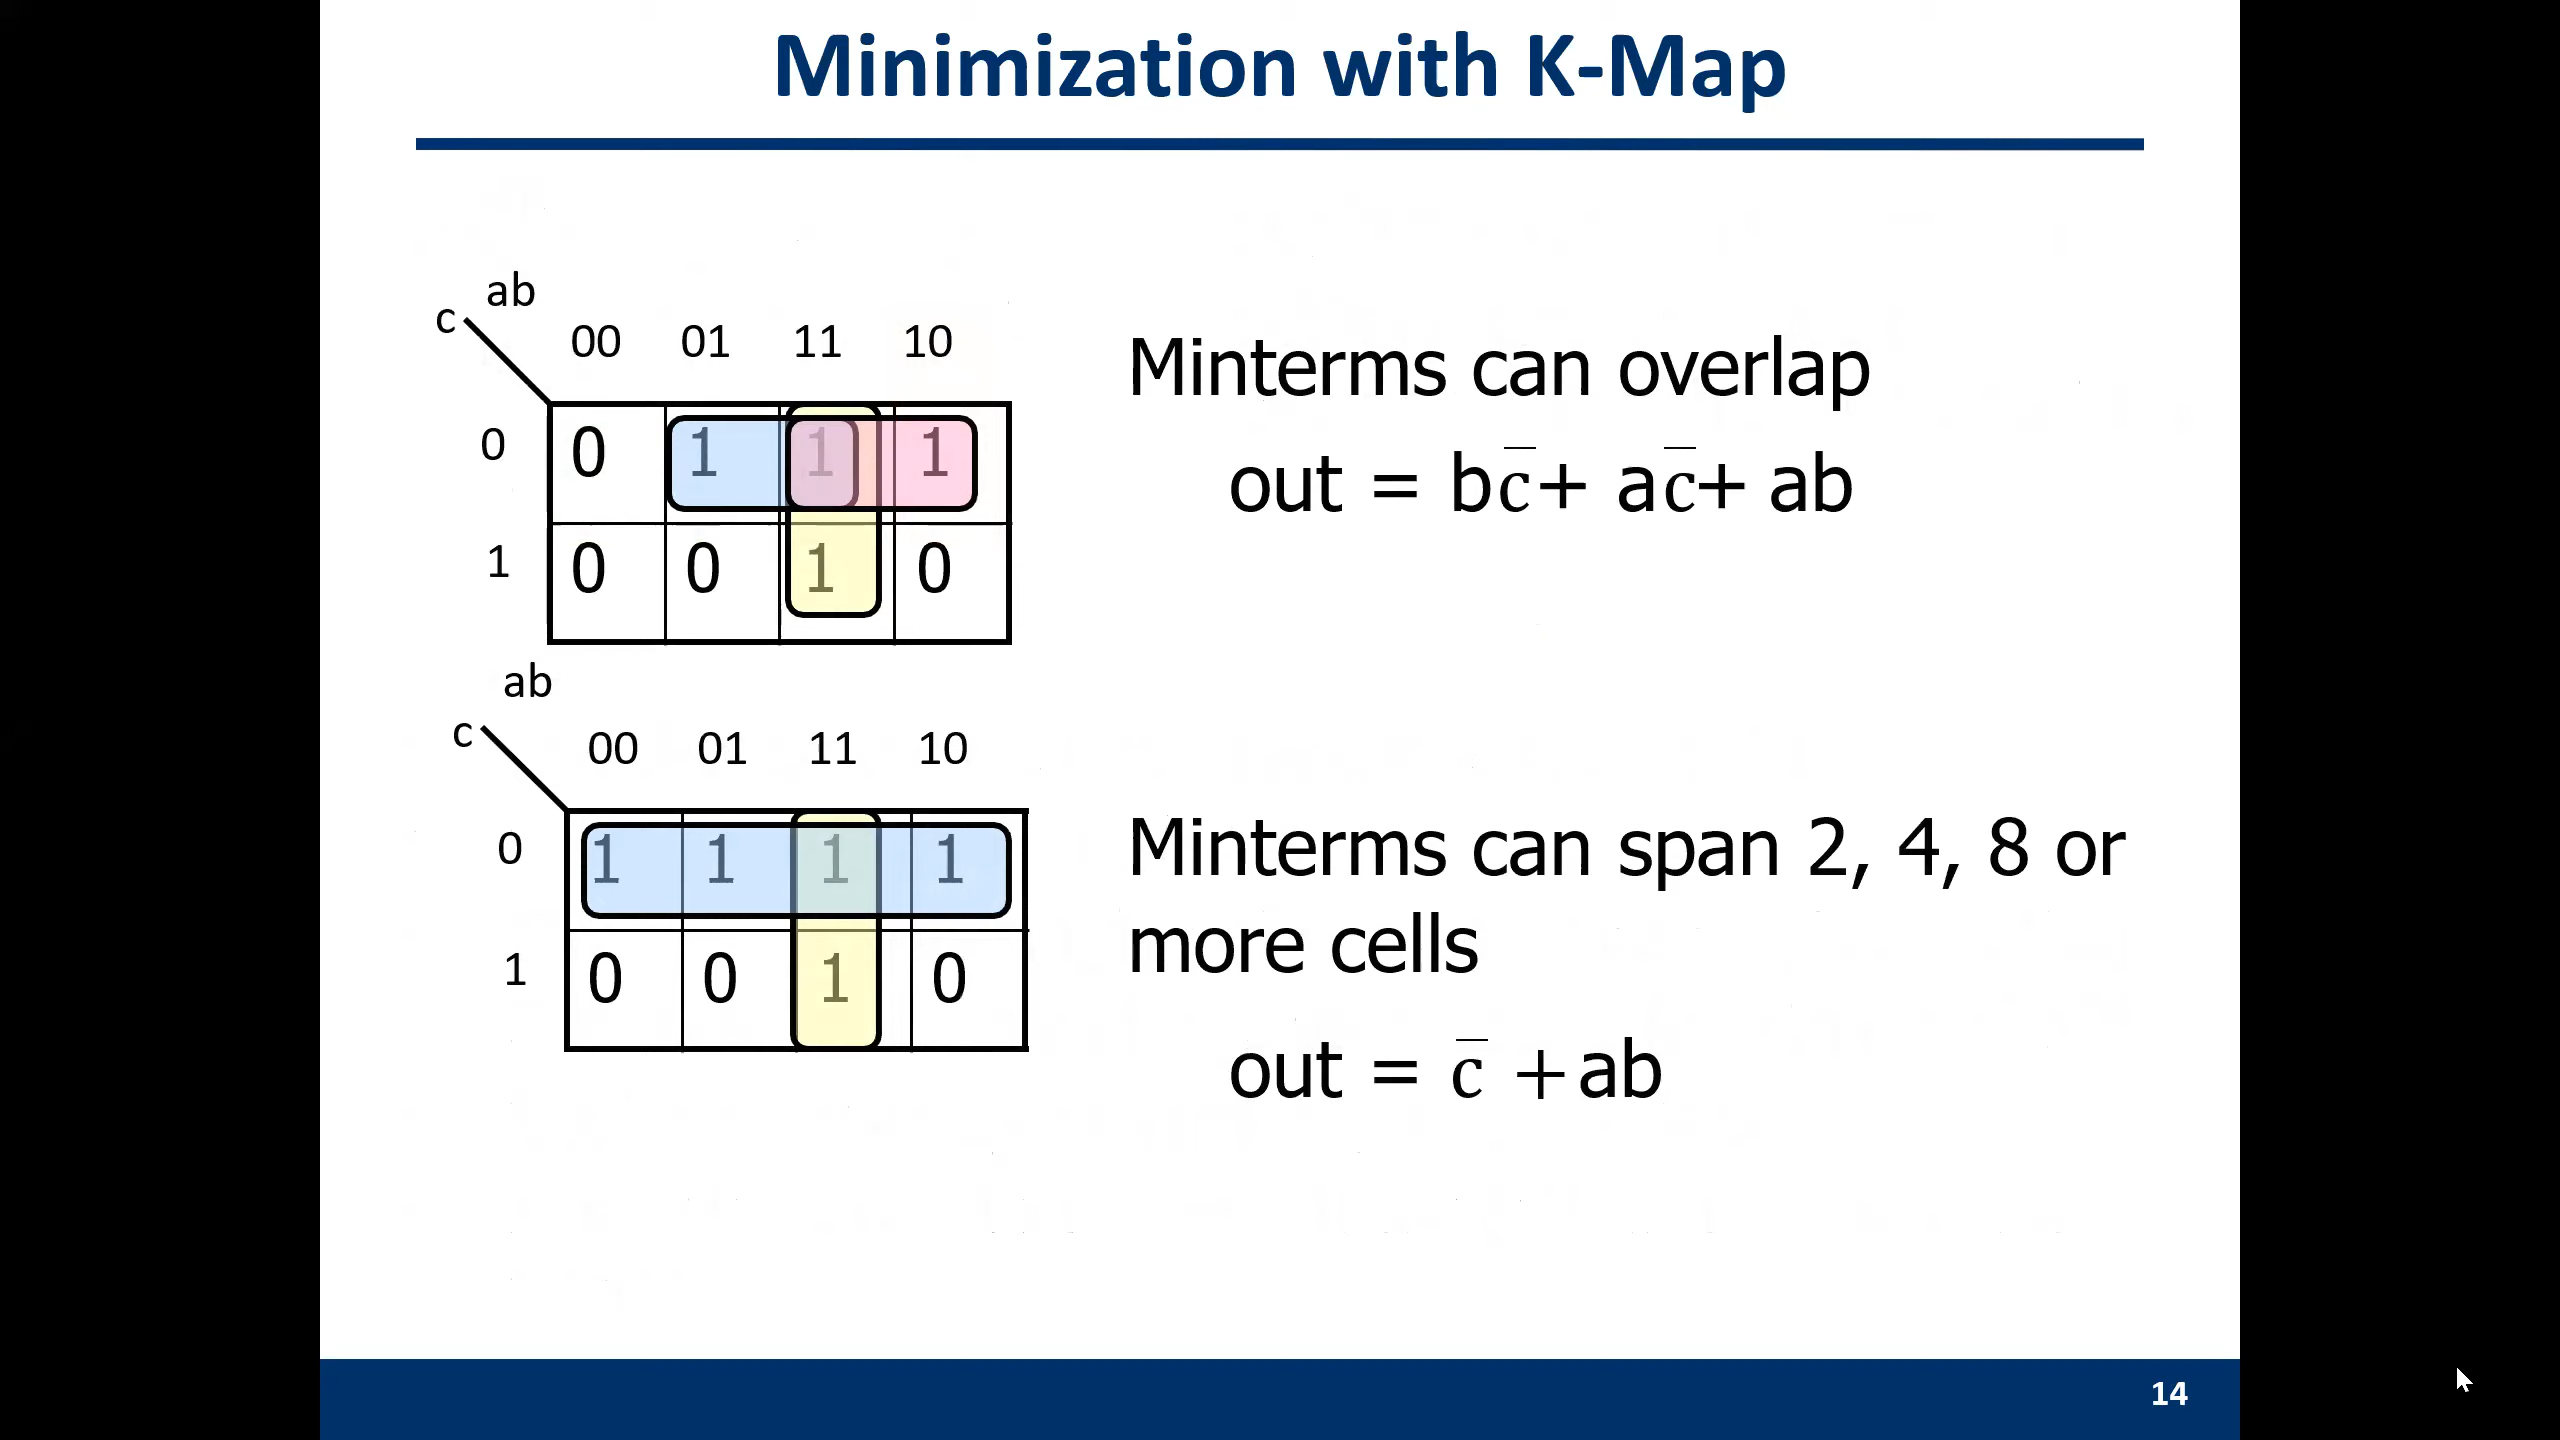 Minimization with K-Map
ab
c
00 01 11 10
0 0 1 1 1
1 0 0 1 0
Minterms can overlap
out = bc̅ + ac̅ + ab
ab
c
00 01 11 10
0 1 1 1 1
1 0 0 1 0
Minterms can span 2, 4, 8 or
more cells
out = c̅ + ab
14